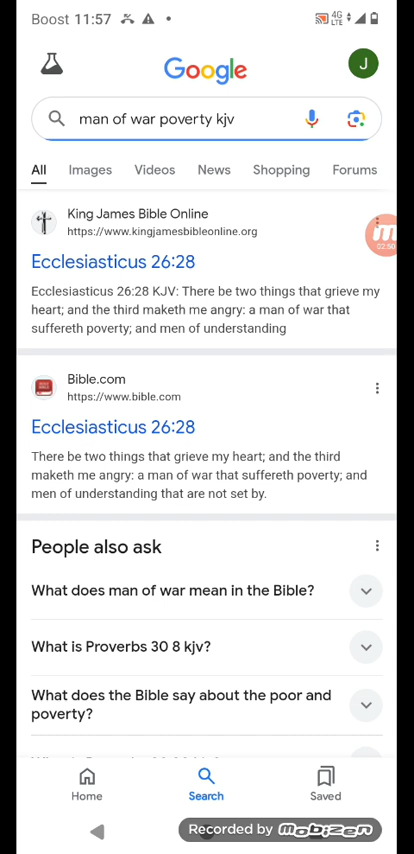 Boost 11:57 4G LTE
Google
J
man of war poverty kjv
All Images Videos News Shopping Forums
King James Bible Online
https://www.kingjamesbibleonline.org
02:50
Ecclesiasticus 26:28
Ecclesiasticus 26:28 KJV: There be two things that grieve my
heart; and the third maketh me angry: a man of war that
suffereth poverty; and men of understanding
Bible.com
https://www.bible.com
Ecclesiasticus 26:28
There be two things that grieve my heart; and the third
maketh me angry: a man of war that suffereth poverty; and
men of understanding that are not set by.
People also ask
What does man of war mean in the Bible?
What is Proverbs 30 8 kjv?
What does the Bible say about the poor and
poverty?
Home Search Saved
Recorded by mobizen